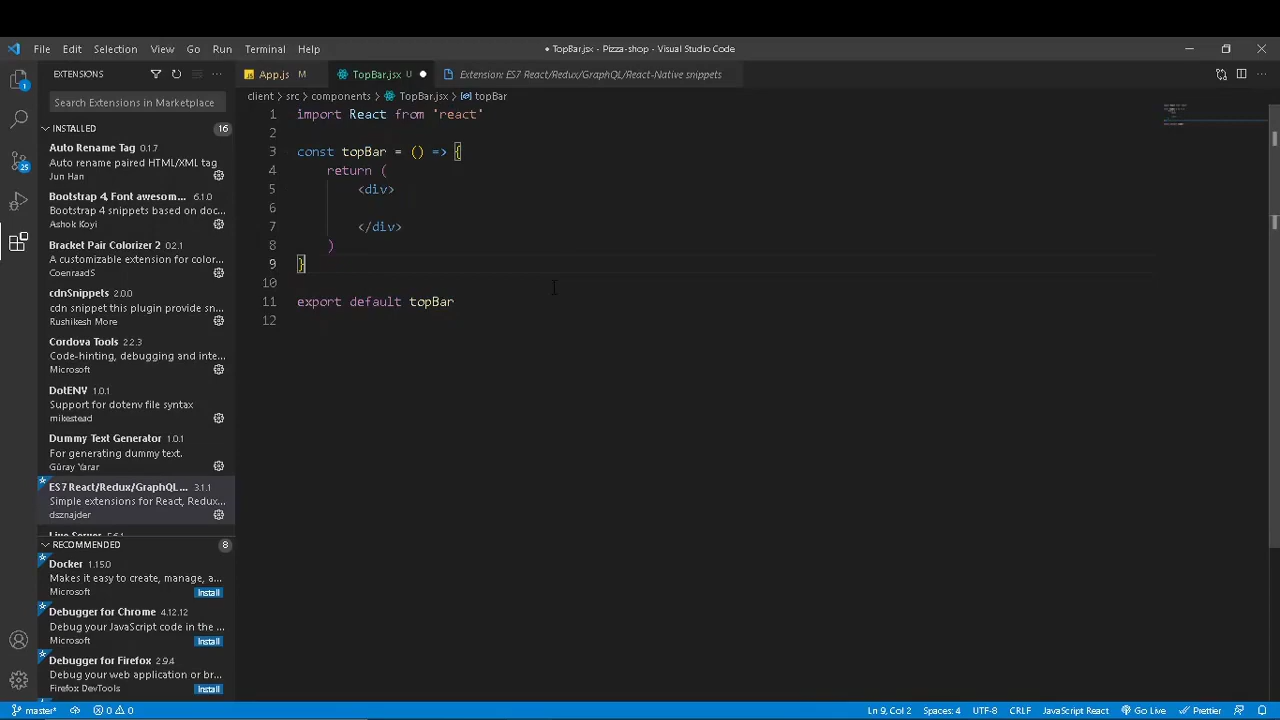 File Edit Selection View Go Run Terminal Help
TopBar.jsx - Pizza-shop - Visual Studio Code
EXTENSIONS
Search Extensions in Marketplace
INSTALLED 16
Auto Rename Tag 0.1.7
Auto rename paired HTML/XML tag
Jun Han
Bootstrap 4, Font awesom... 6.1.0
Bootstrap 4 snippets based on doc...
Ashok Koyi
Bracket Pair Colorizer 2 0.2.1
A customizable extension for color...
CoenraadS
cdnSnippets 2.0.0
cdn snippet this plugin provide sn...
Rushikesh More
Cordova Tools 2.2.3
Code-hinting, debugging and inte...
Microsoft
DotENV 1.0.1
Support for dotenv file syntax
mikestead
Dummy Text Generator 1.0.1
For generating dummy text.
Güray Yarar
ES7 React/Redux/GraphQL... 3.1.1
Simple extensions for React, Redux...
dsznajder
Live Server 5.6.1
RECOMMENDED 8
Docker 1.15.0
Makes it easy to create, manage, a...
Microsoft Install
Debugger for Chrome 4.12.12
Debug your JavaScript code in the ...
Microsoft Install
Debugger for Firefox 2.9.4
Debug your web application or br...
Firefox DevTools Install
1
25
App.js M TopBar.jsx U Extension: ES7 React/Redux/GraphQL/React-Native snippets
client > src > components > TopBar.jsx > topBar
1 import React from 'react'
2
3 const topBar = () => {
4 return (
5 <div>
6
7 </div>
8 )
9 }
10
11 export default topBar
12
master* 0 0 Ln 9, Col 2 Spaces: 4 UTF-8 CRLF JavaScript React Go Live Prettier